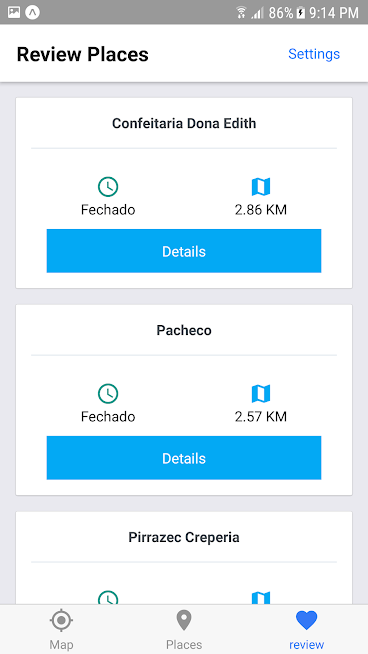 86% 9:14 PM
Review Places
Settings
Confeitaria Dona Edith
Fechado
2.86 KM
Details
Pacheco
Fechado
2.57 KM
Details
Pirrazec Creperia
Map
Places
review